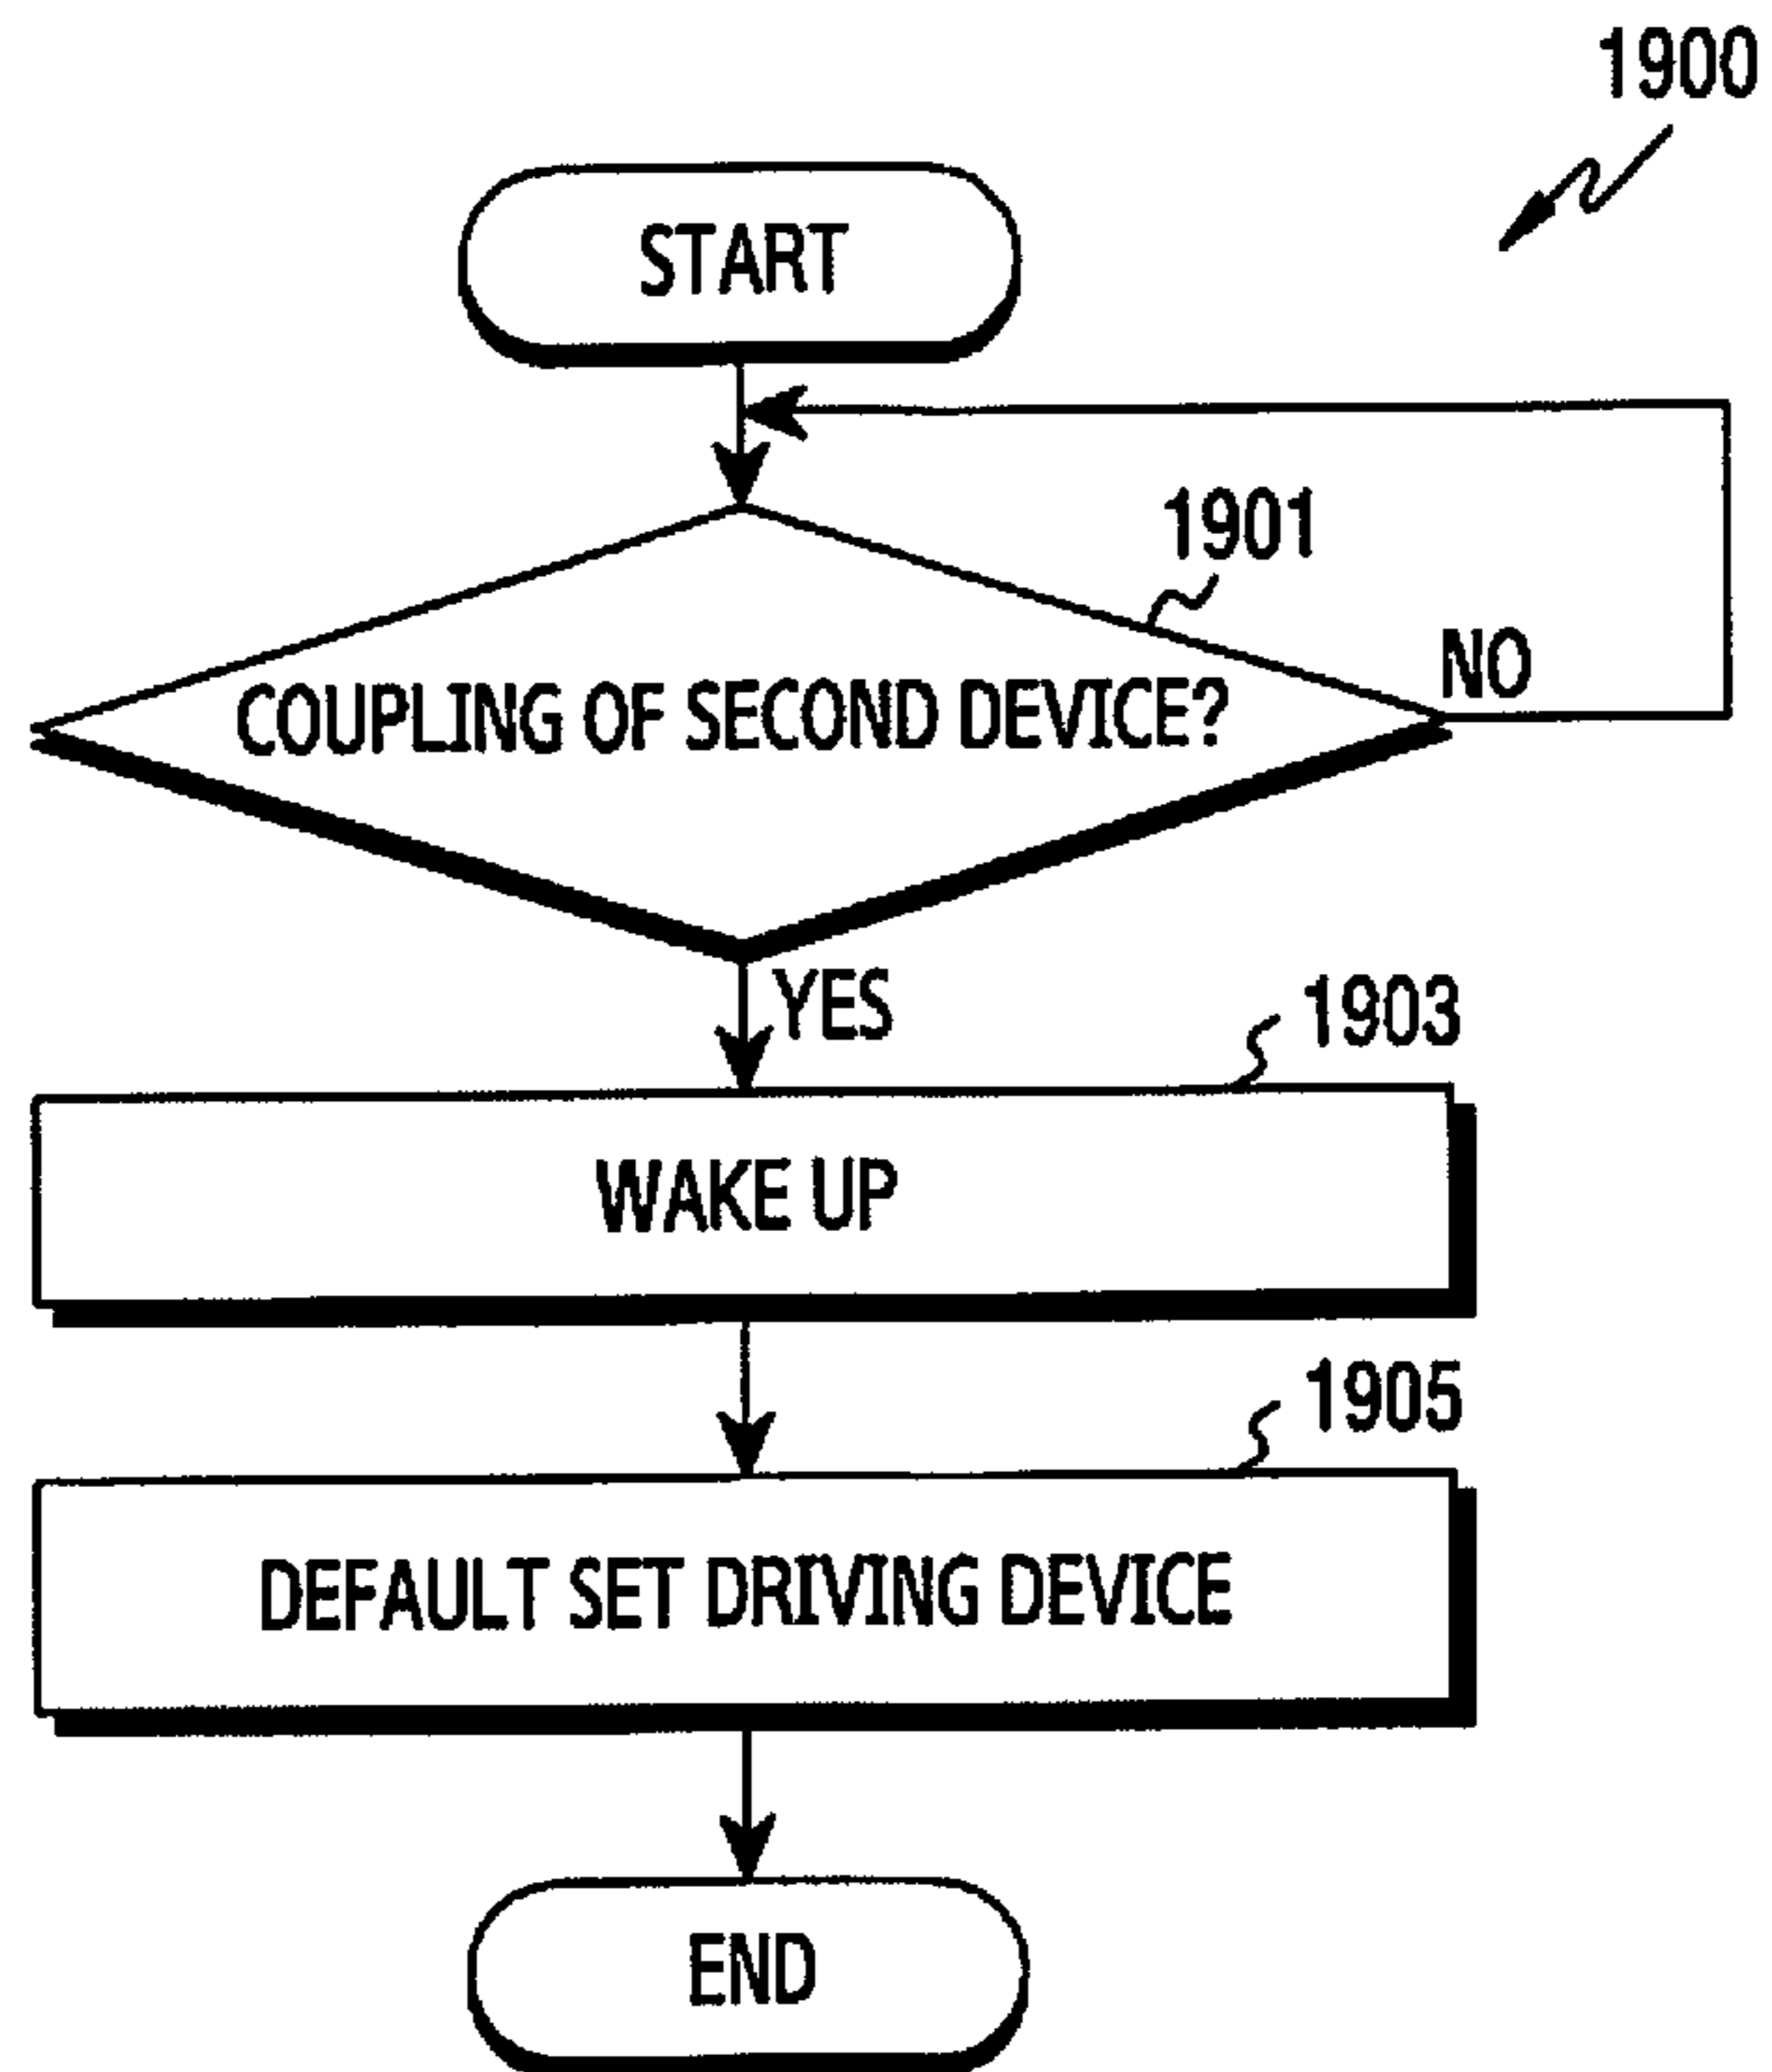 1900
START
1901
NO
COUPLING OF SECOND DEVICE?
YES
1903
WAKE UP
1905
DEFAULT SET DRIVING DEVICE
END